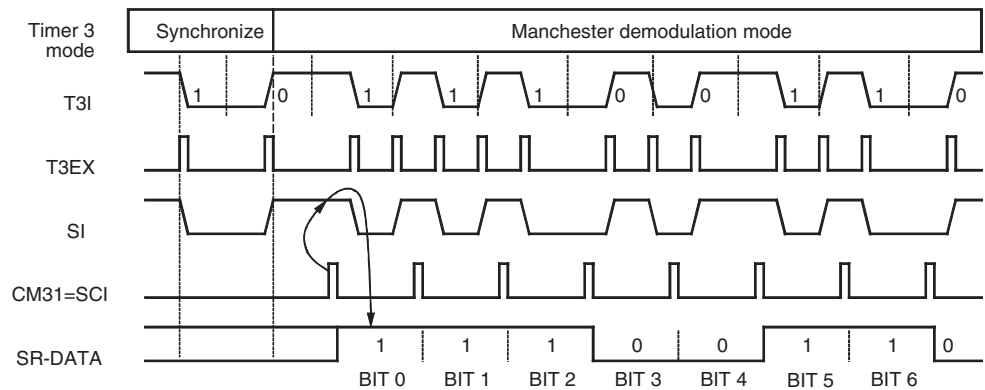 Timer 3
mode
Synchronize
Manchester demodulation mode
T3I
1 0 1 1 1 0 0 1 1 0
T3EX
SI
CM31=SCI
SR-DATA
1 1 1 0 0 1 1 0
BIT 0 BIT 1 BIT 2 BIT 3 BIT 4 BIT 5 BIT 6